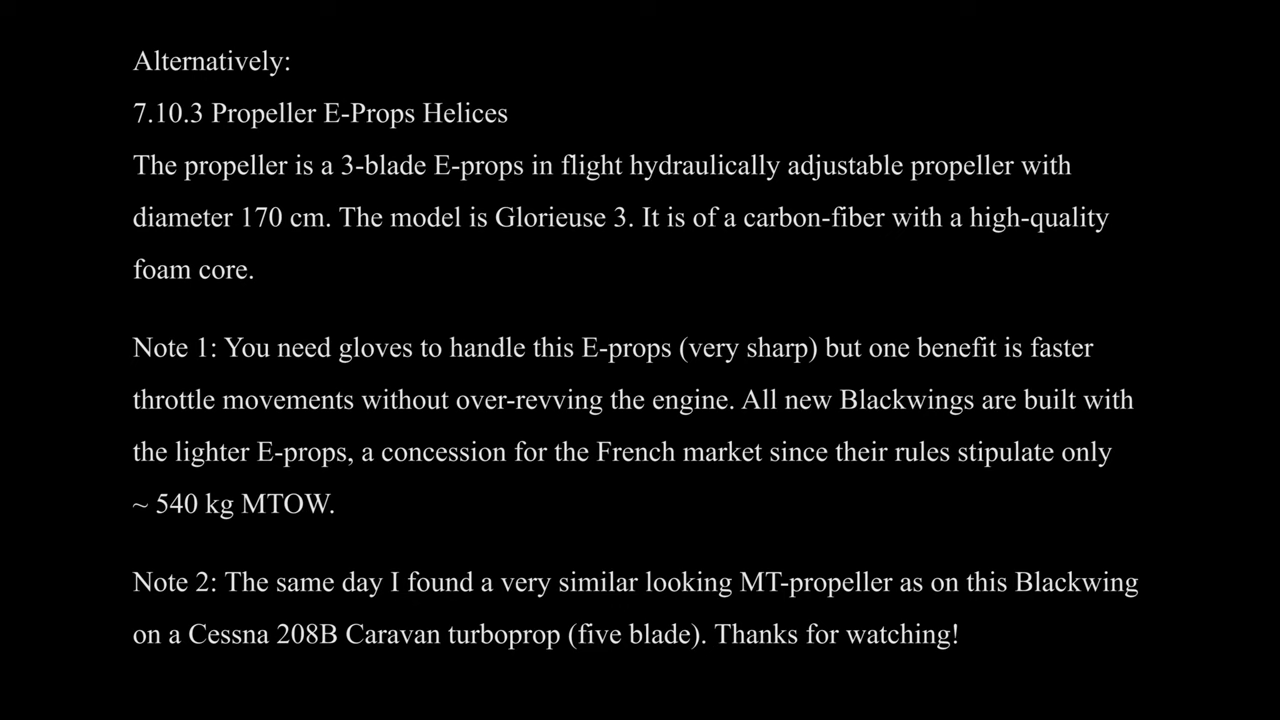 Alternatively:
7.10.3 Propeller E-Props Helices
The propeller is a 3-blade E-props in flight hydraulically adjustable propeller with
diameter 170 cm. The model is Glorieuse 3. It is of a carbon-fiber with a high-quality
foam core.
Note 1: You need gloves to handle this E-props (very sharp) but one benefit is faster
throttle movements without over-revving the engine. All new Blackwings are built with
the lighter E-props, a concession for the French market since their rules stipulate only
~ 540 kg MTOW.
Note 2: The same day I found a very similar looking MT-propeller as on this Blackwing
on a Cessna 208B Caravan turboprop (five blade). Thanks for watching!